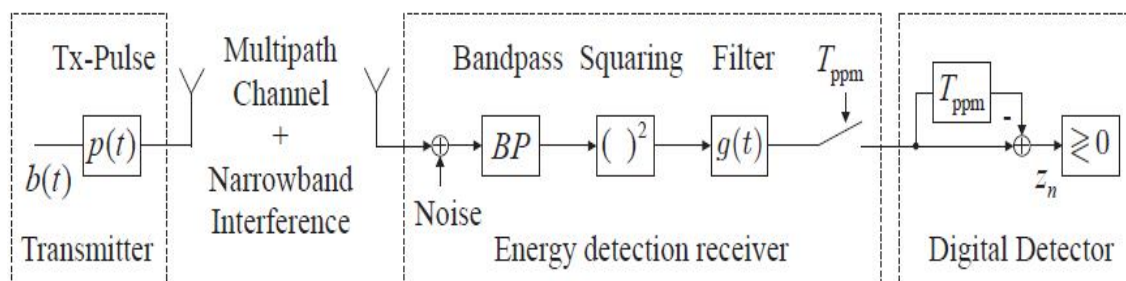 Tx-Pulse
p(t)
b(t)
Transmitter
Multipath
Channel
+
Narrowband
Interference
Noise
Bandpass
BP
Squaring
( )²
Filter
g(t)
T_ppm
Energy detection receiver
T_ppm
-
z_n
≷0
Digital Detector